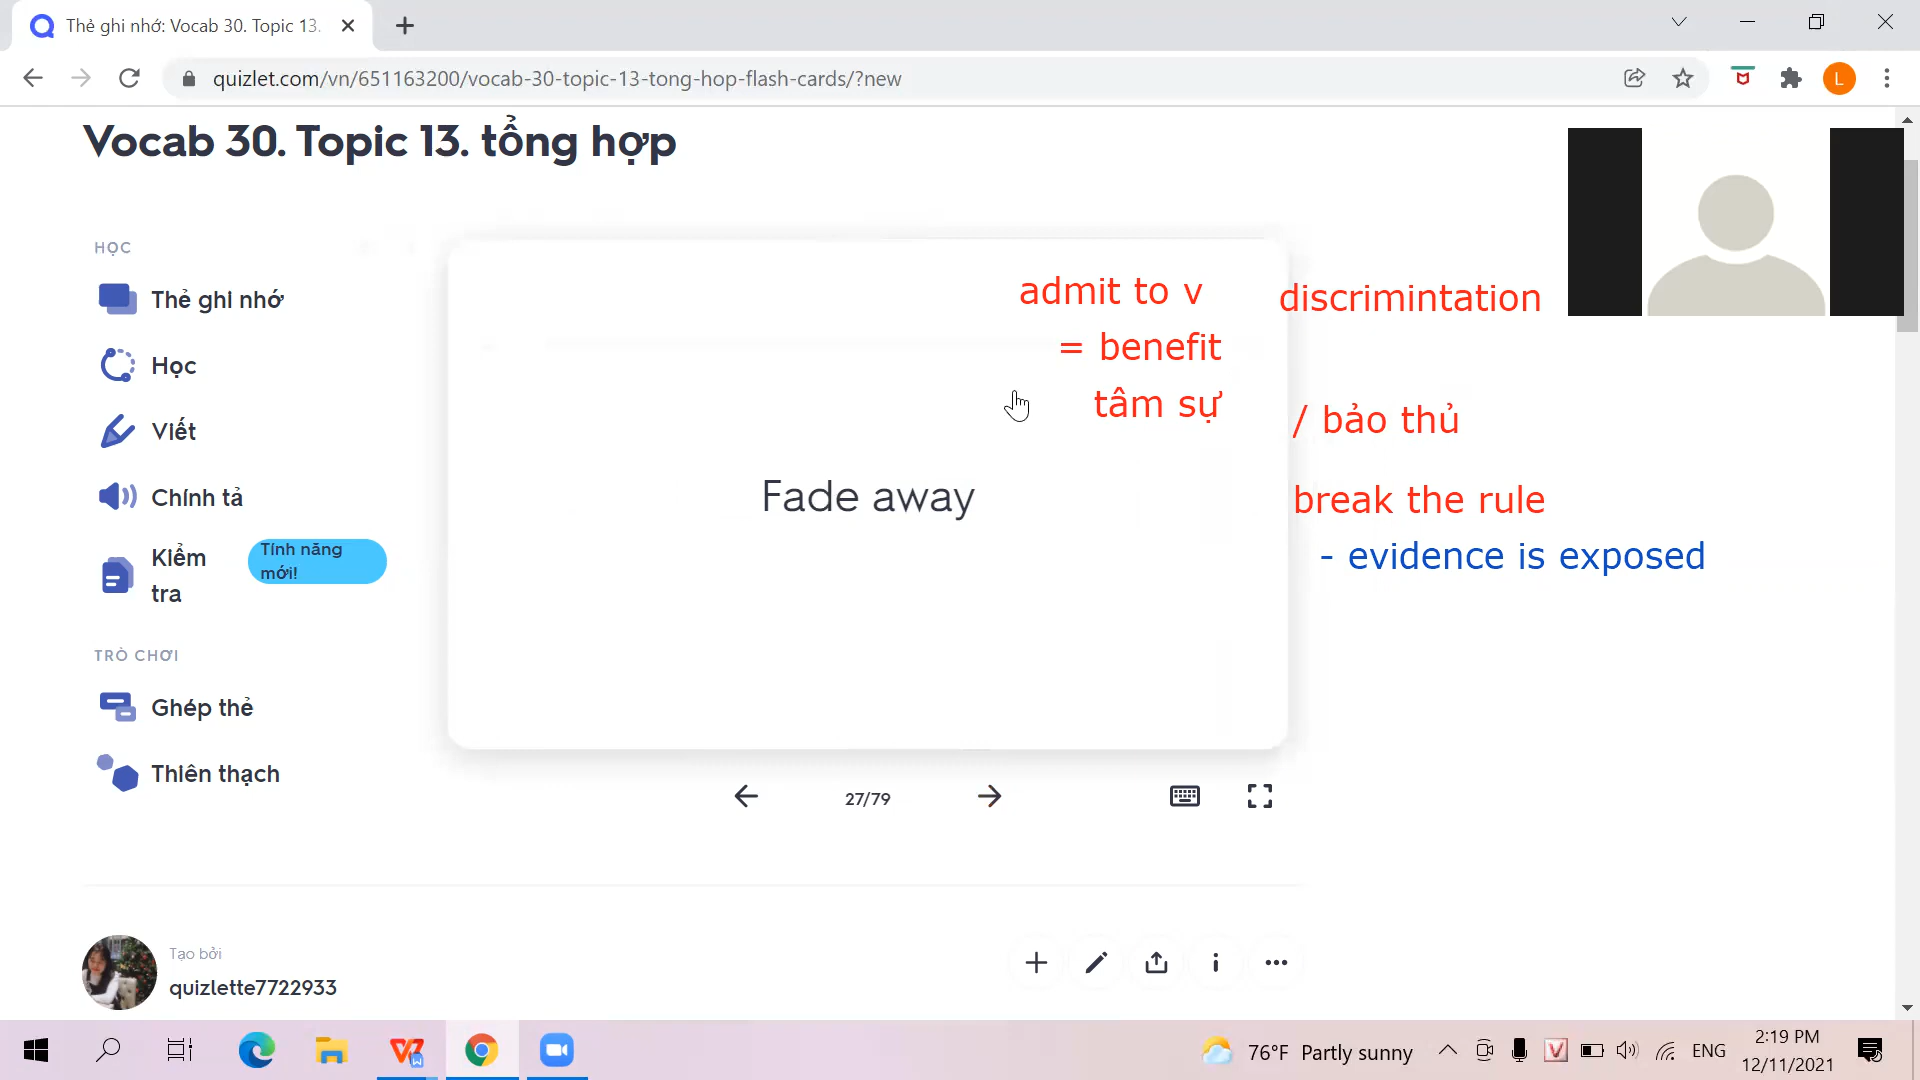 Thẻ ghi nhớ: Vocab 30. Topic 13.
quizlet.com/vn/651163200/vocab-30-topic-13-tong-hop-flash-cards/?new
L
Vocab 30. Topic 13. tổng hợp
HỌC
Thẻ ghi nhớ
Học
Viết
Chính tả
Kiểm tra
Tính năng mới!
TRÒ CHƠI
Ghép thẻ
Thiên thạch
admit to v
= benefit
tâm sự
discrimintation
/ bảo thủ
break the rule
- evidence is exposed
Fade away
27/79
Tạo bởi
quizlette7722933
76°F Partly sunny
ENG
2:19 PM
12/11/2021